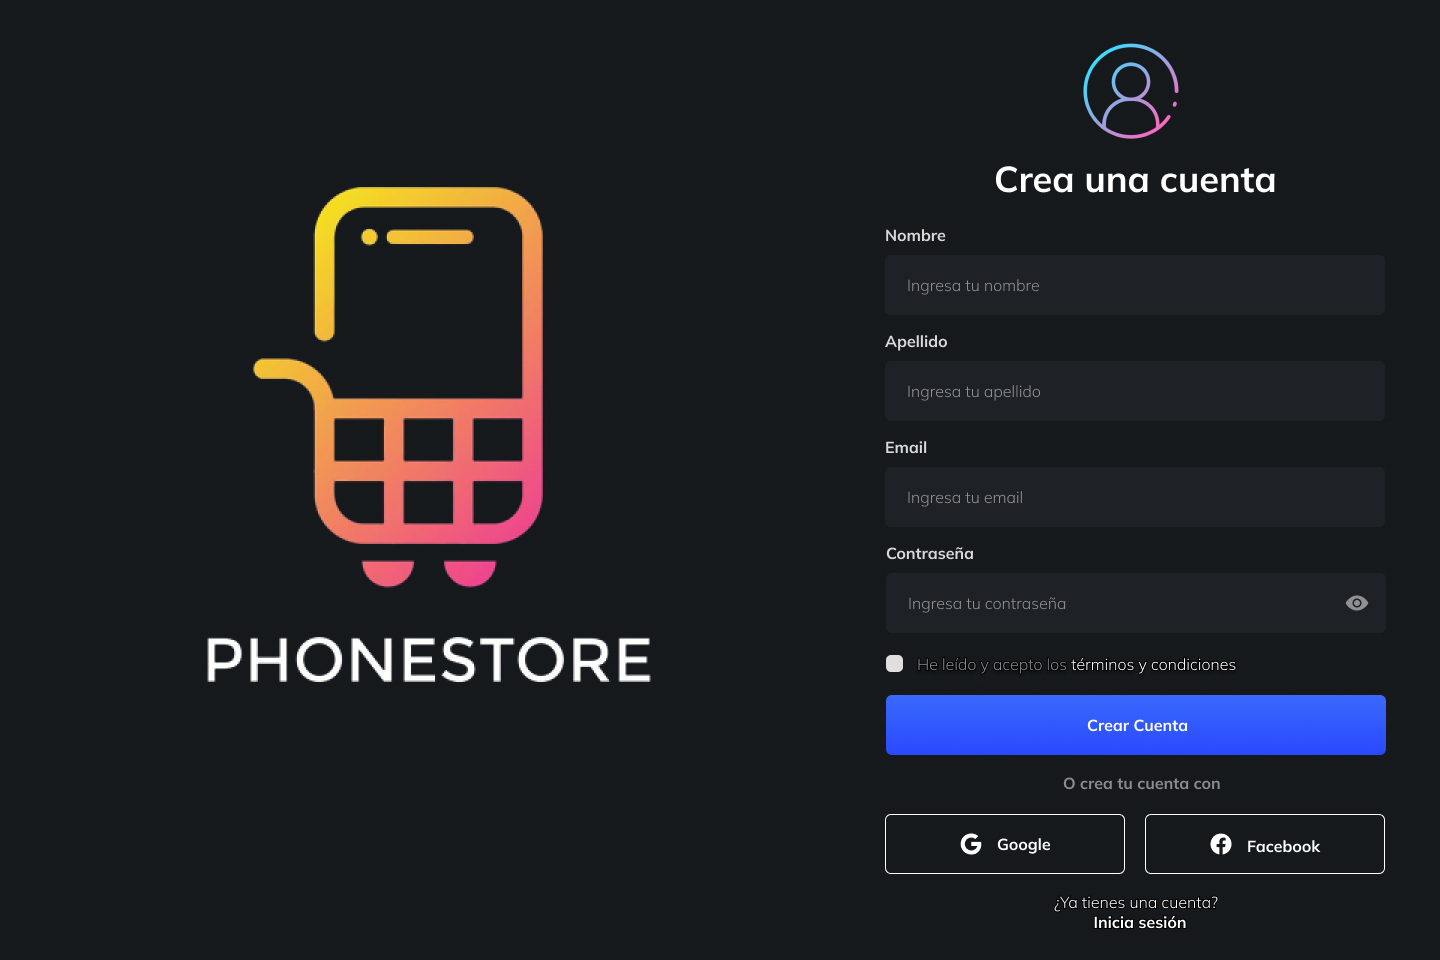 PHONESTORE
Crea una cuenta
Nombre
Ingresa tu nombre
Apellido
Ingresa tu apellido
Email
Ingresa tu email
Contraseña
Ingresa tu contraseña
He leído y acepto los términos y condiciones
Crear Cuenta
O crea tu cuenta con
Google
Facebook
¿Ya tienes una cuenta?
Inicia sesión